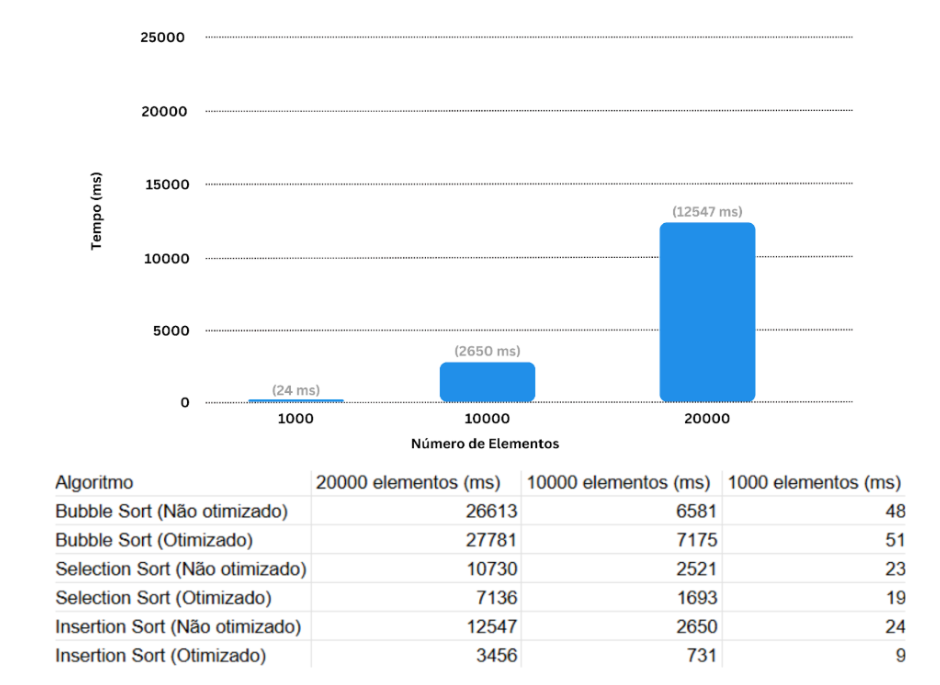 25000
20000
15000
10000
5000
0
Tempo (ms)
(24 ms)
(2650 ms)
(12547 ms)
1000 10000 20000
Número de Elementos
Algoritmo 20000 elementos (ms) 10000 elementos (ms) 1000 elementos (ms)
Bubble Sort (Não otimizado) 26613 6581 48
Bubble Sort (Otimizado) 27781 7175 51
Selection Sort (Não otimizado) 10730 2521 23
Selection Sort (Otimizado) 7136 1693 19
Insertion Sort (Não otimizado) 12547 2650 24
Insertion Sort (Otimizado) 3456 731 9